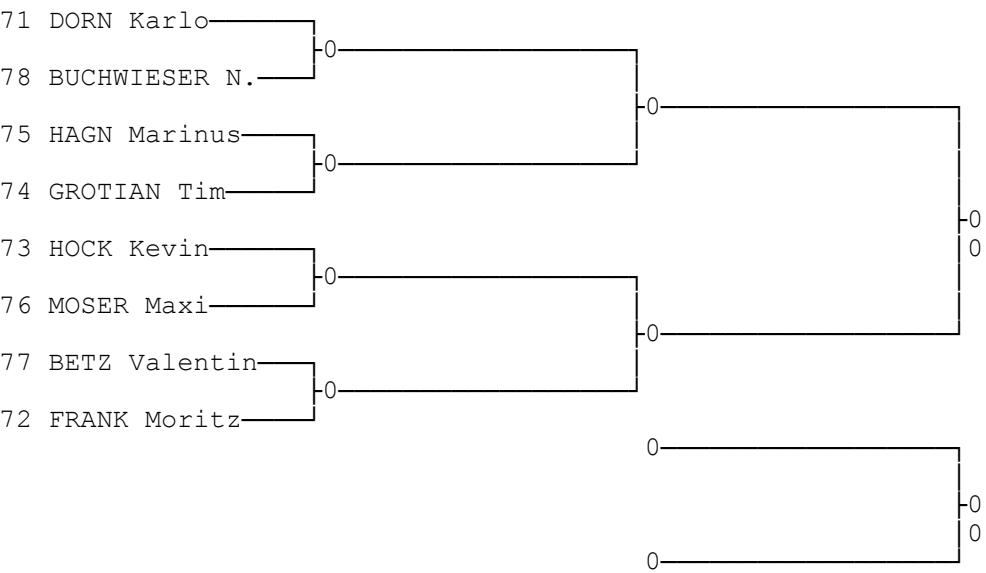 71 DORN Karlo
0
78 BUCHWIESER N.
0
75 HAGN Marinus
0
74 GROTIAN Tim
0
73 HOCK Kevin
0
0
76 MOSER Maxi
0
77 BETZ Valentin
0
72 FRANK Moritz
0
0
0
0